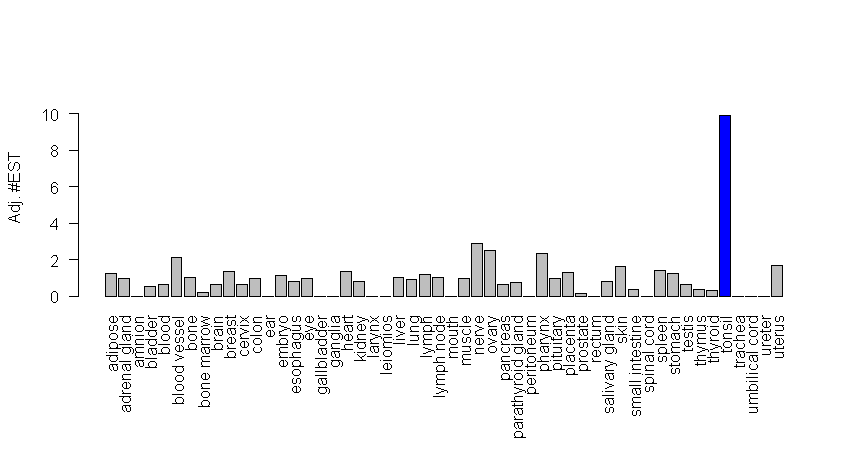 Adj. #EST
10
8
6
4
2
0
adipose
adrenal gland
amnion
bladder
blood
blood vessel
bone
bone marrow
brain
breast
cervix
colon
ear
embryo
esophagus
eye
gallbladder
ganglia
heart
kidney
larynx
leiomios
liver
lung
lymph
lymph node
mouth
muscle
nerve
ovary
pancreas
parathyroid gland
peritoneum
pharynx
pituitary
placenta
prostate
rectum
salivary gland
skin
small intestine
spinal cord
spleen
stomach
testis
thymus
thyroid
tonsil
trachea
umbilical cord
ureter
uterus